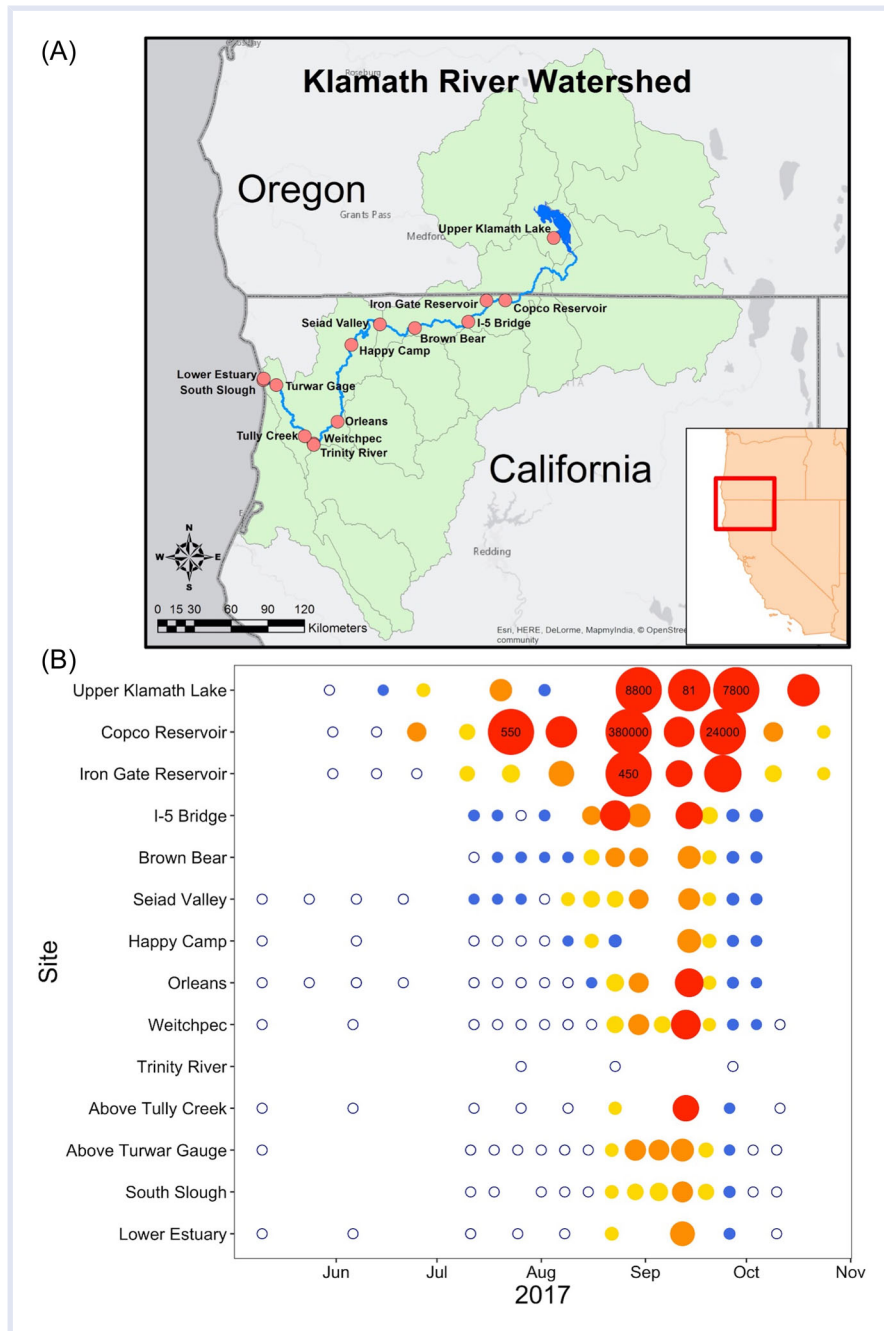 (A)
Klamath River Watershed
Roseburg
Oregon
Grants Pass
Medford
Upper Klamath Lake
Iron Gate Reservoir
Copco Reservoir
Seiad Valley
I-5 Bridge
Brown Bear
Happy Camp
Lower Estuary
South Slough
Turwar Gage
Orleans
Tully Creek
Weitchpec
Trinity River
California
Redding
N
W E
S
0 15 30 60 90 120
Kilometers
Esri, HERE, DeLorme, MapmyIndia, © OpenStree
community
(B)
Upper Klamath Lake
8800 81 7800
Copco Reservoir
550 380000 24000
Iron Gate Reservoir
450
I-5 Bridge
Brown Bear
Seiad Valley
Happy Camp
Orleans
Weitchpec
Trinity River
Above Tully Creek
Above Turwar Gauge
South Slough
Lower Estuary
Site
Jun Jul Aug Sep Oct Nov
2017